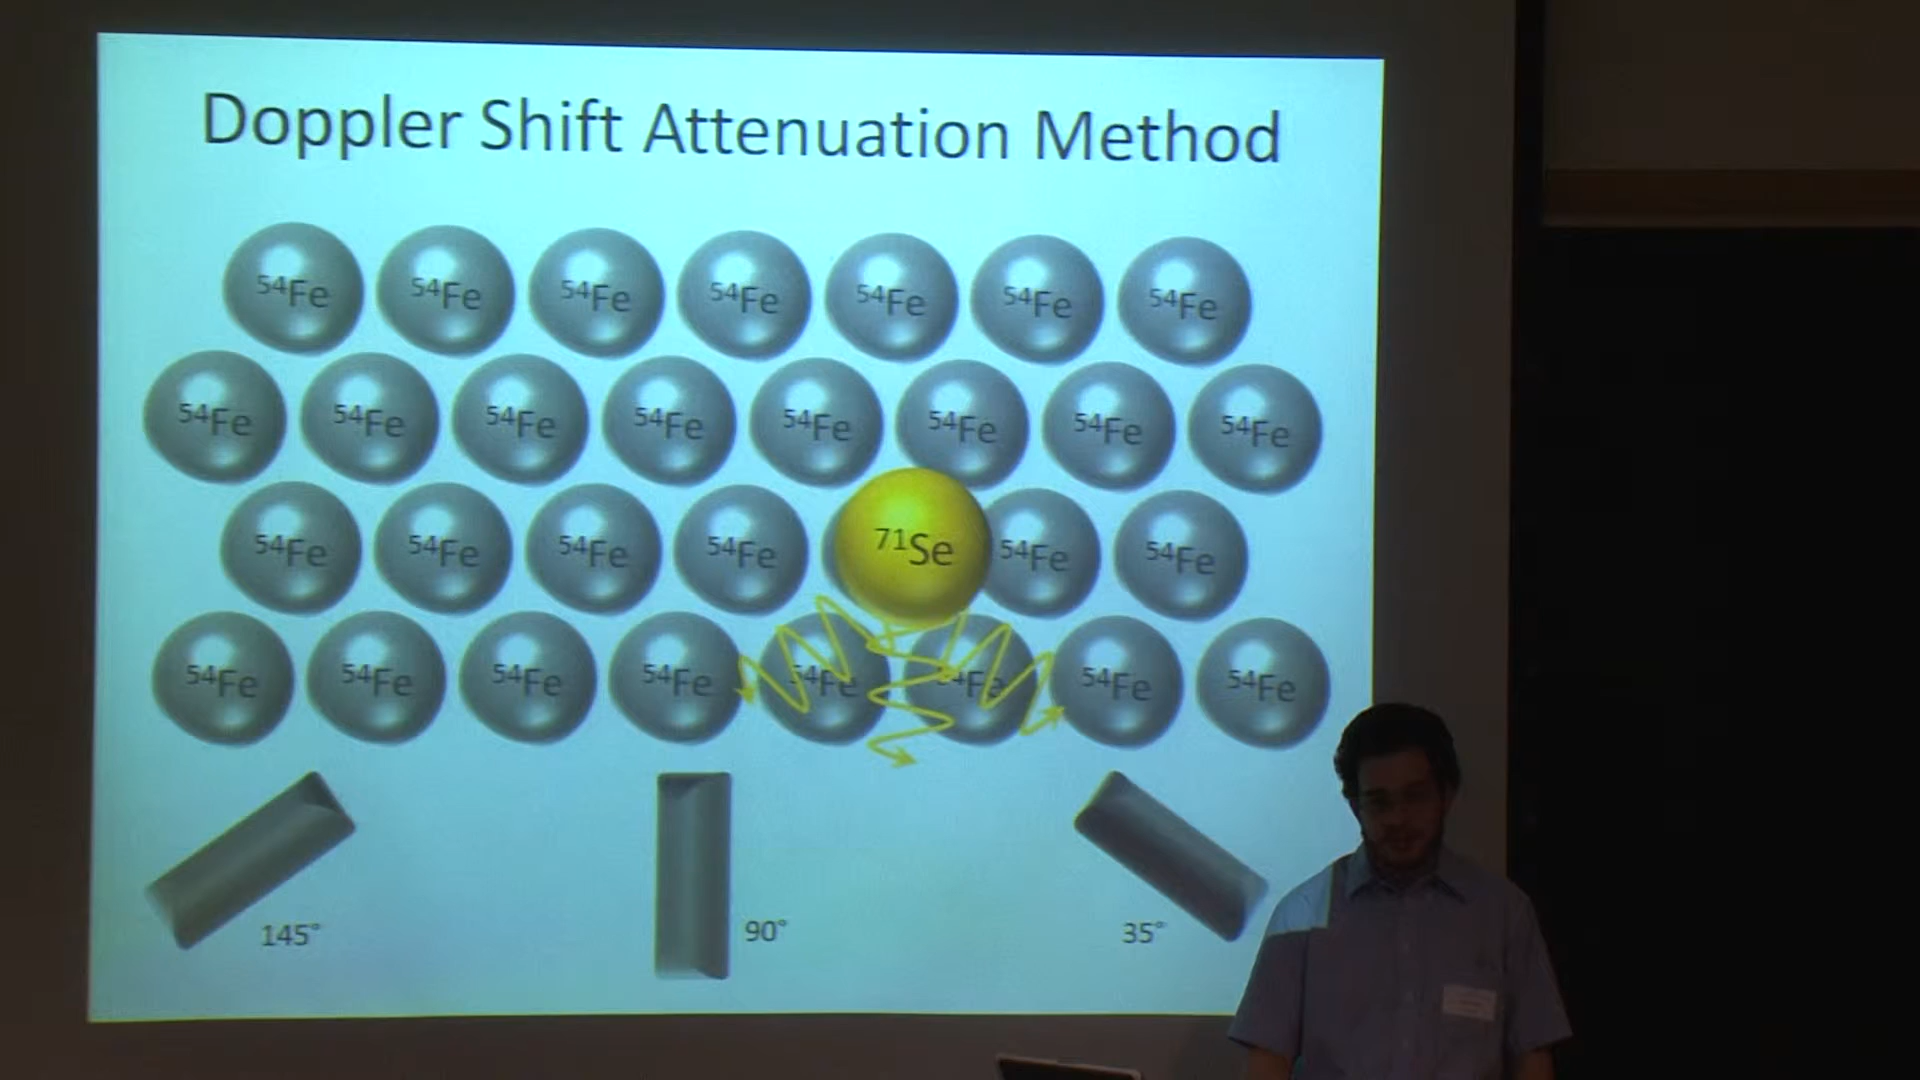 Doppler Shift Attenuation Method
54Fe 54Fe 54Fe 54Fe 54Fe 54Fe 54Fe
54Fe 54Fe 54Fe 54Fe 54Fe 54Fe 54Fe 54Fe
54Fe 54Fe 54Fe 54Fe 71Se 54Fe 54Fe
54Fe 54Fe 54Fe 54Fe 54Fe 54Fe 54Fe 54Fe
145° 90° 35°